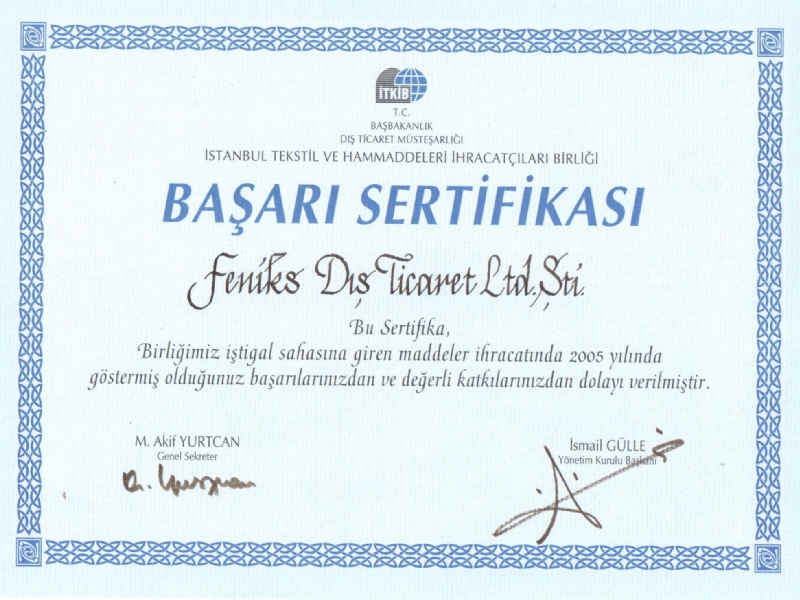 İTKİB
T.C.
BAŞBAKANLIK
DIŞ TİCARET MÜSTEŞARLIĞI
İSTANBUL TEKSTİL VE HAMMADDELERİ İHRACATÇILARI BİRLİĞİ
BAŞARI SERTİFİKASI
Feniks Dış Ticaret Ltd. Şti.
Bu Sertifika,
Birliğimiz iştigal sahasına giren maddeler ihracatında 2005 yılında
göstermiş olduğunuz başarılarınızdan ve değerli katkılarınızdan dolayı verilmiştir.
M. Akif YURTCAN
Genel Sekreter
İsmail GÜLLE
Yönetim Kurulu Başkanı